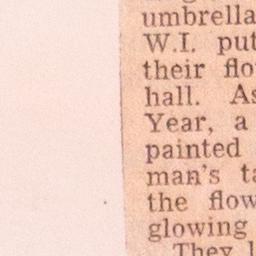 umbrella
W.I. put
their flo
hall. As
Year, a
painted
man's ta
the flow
glowing
They l